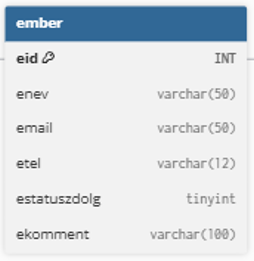 ember
eid INT
enev varchar(50)
email varchar(50)
etel varchar(12)
estatuszdolg tinyint
ekomment varchar(100)